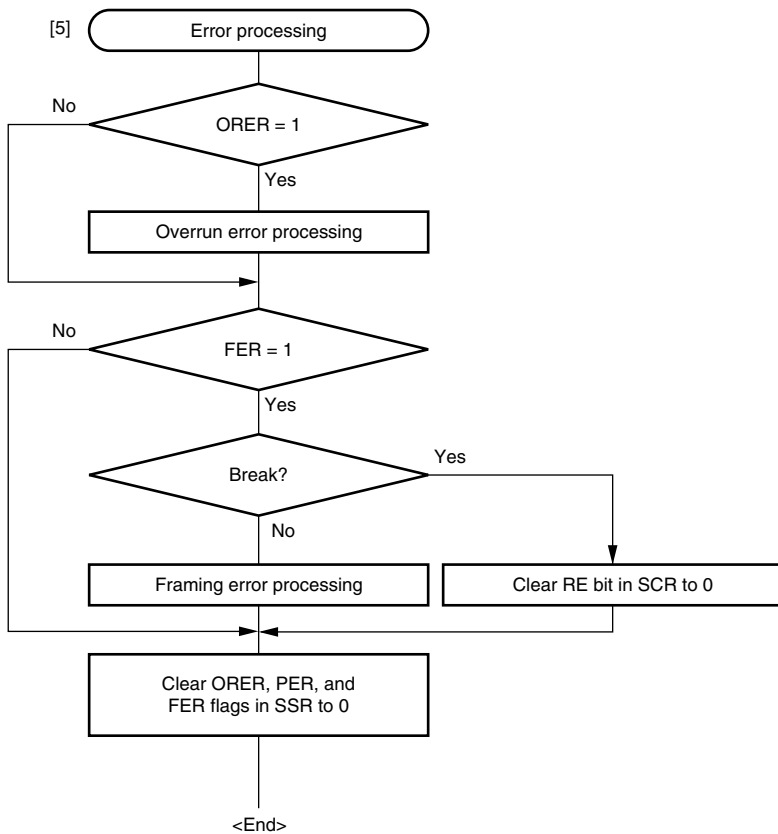 [5]
Error processing
No
ORER = 1
Yes
Overrun error processing
No
FER = 1
Yes
Break?
Yes
No
Framing error processing
Clear RE bit in SCR to 0
Clear ORER, PER, and
FER flags in SSR to 0
<End>